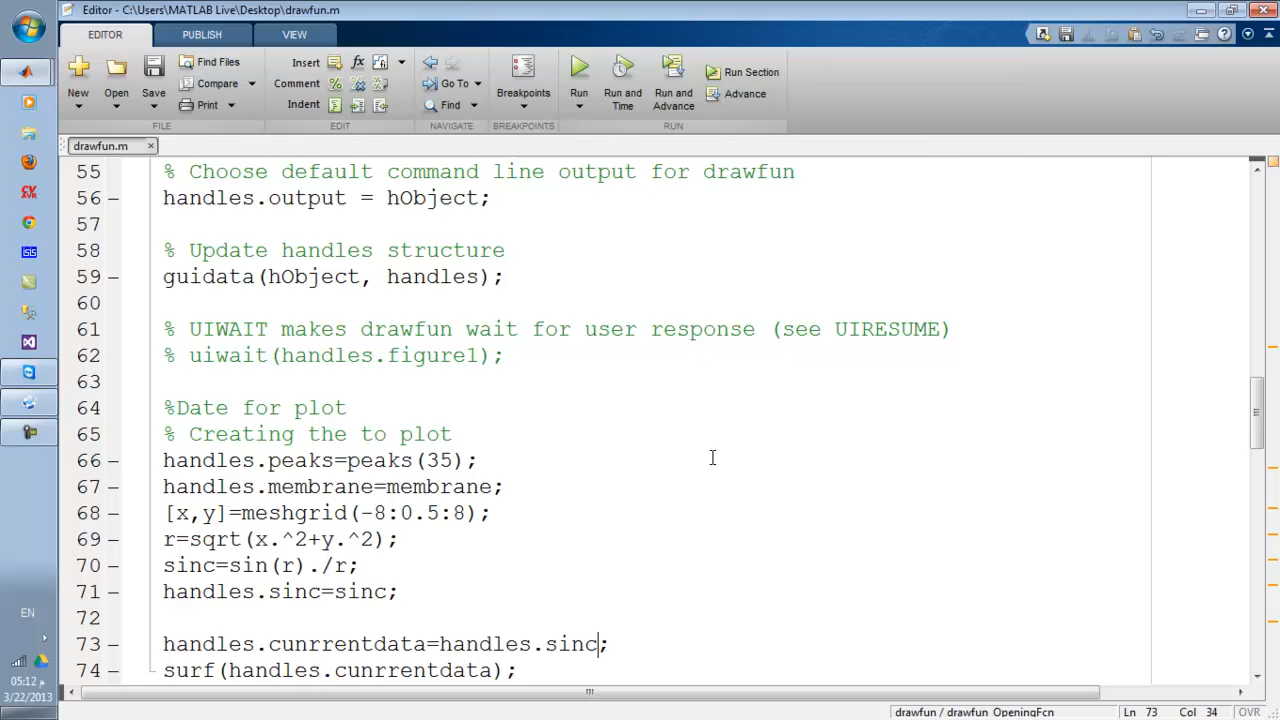 Editor - C:\Users\MATLAB Live\Desktop\drawfun.m
EDITOR PUBLISH VIEW
New
Open
Save
Find Files
Compare
Print
FILE
Insert
Comment
Indent
EDIT
Go To
Find
NAVIGATE
Breakpoints
BREAKPOINTS
Run
Run and Time
Run and Advance
Run Section
Advance
RUN
drawfun.m
55 % Choose default command line output for drawfun
56 – handles.output = hObject;
57
58 % Update handles structure
59 – guidata(hObject, handles);
60
61 % UIWAIT makes drawfun wait for user response (see UIRESUME)
62 % uiwait(handles.figure1);
63
64 %Date for plot
65 % Creating the to plot
66 – handles.peaks=peaks(35);
67 – handles.membrane=membrane;
68 – [x,y]=meshgrid(-8:0.5:8);
69 – r=sqrt(x.^2+y.^2);
70 – sinc=sin(r)./r;
71 – handles.sinc=sinc;
72
73 – handles.cunrrentdata=handles.sinc;
74 – surf(handles.cunrrentdata);
drawfun / drawfun_OpeningFcn Ln 73 Col 34 OVR
CV
AVR
ISIS
EN
05:12 م
3/22/2013